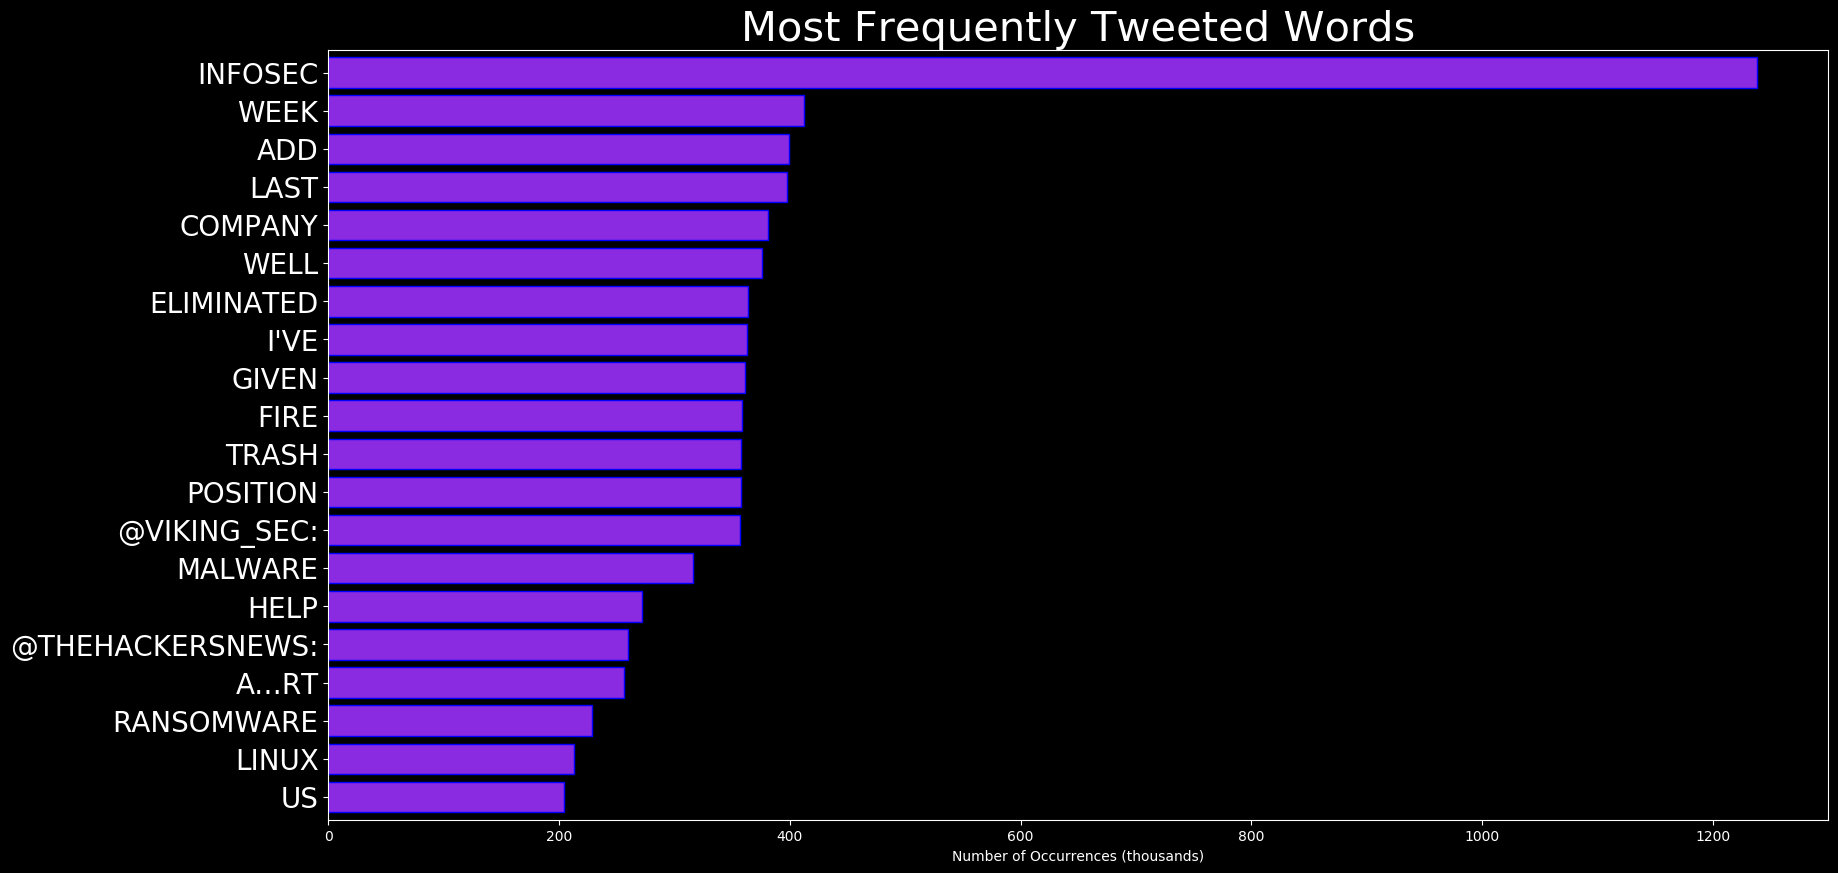 Most Frequently Tweeted Words
INFOSEC
WEEK
ADD
LAST
COMPANY
WELL
ELIMINATED
I'VE
GIVEN
FIRE
TRASH
POSITION
@VIKING_SEC:
MALWARE
HELP
@THEHACKERSNEWS:
A…RT
RANSOMWARE
LINUX
US
0 200 400 600 800 1000 1200
Number of Occurrences (thousands)